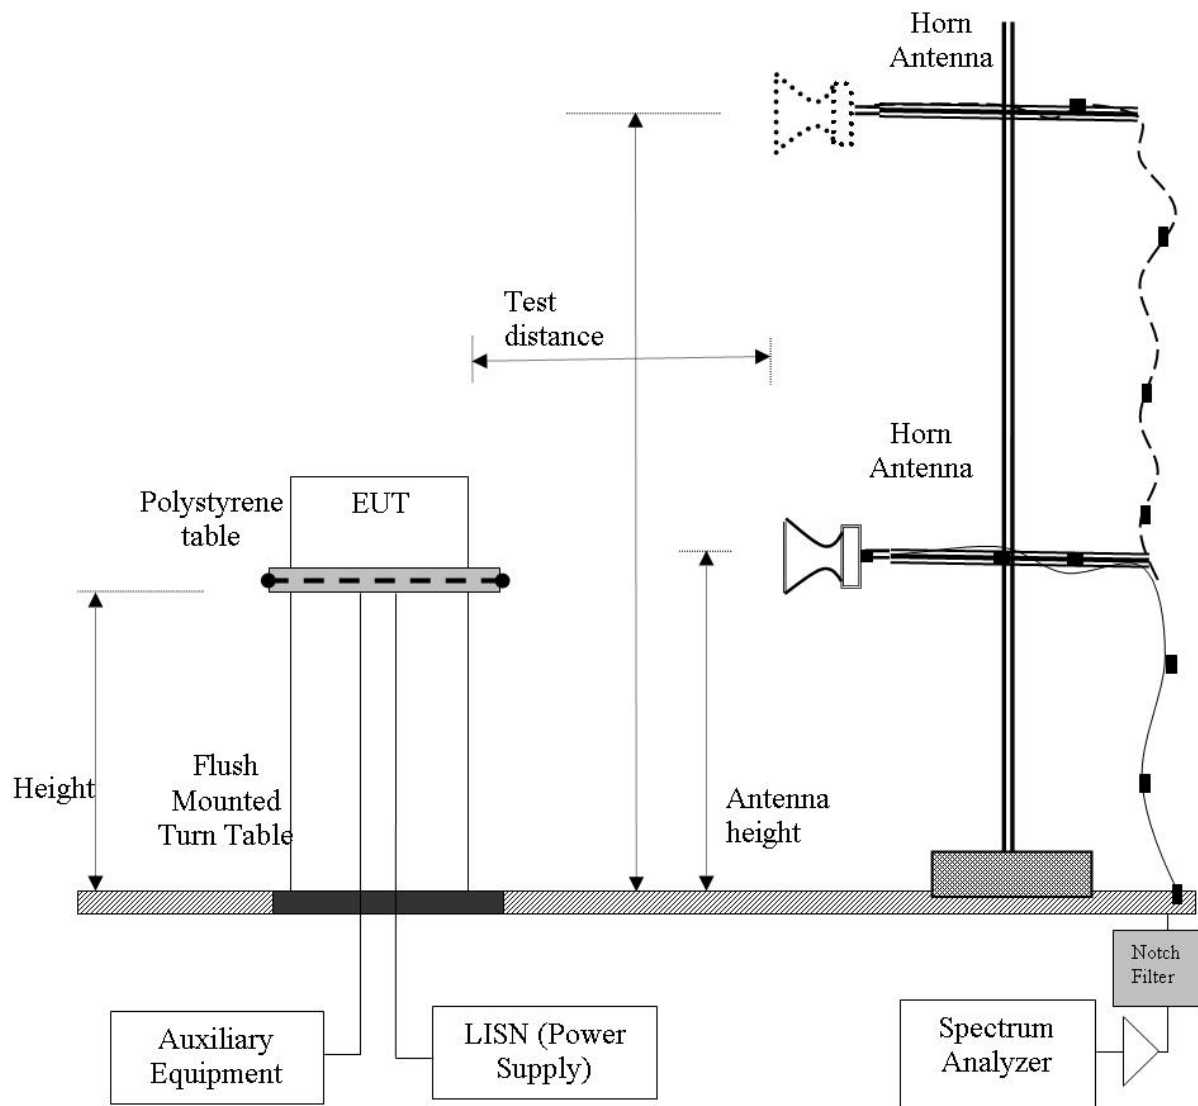 Horn
Antenna
Test
distance
Horn
Antenna
Polystyrene
table
EUT
Height
Flush
Mounted
Turn Table
Antenna
height
Notch
Filter
Auxiliary
Equipment
LISN (Power
Supply)
Spectrum
Analyzer